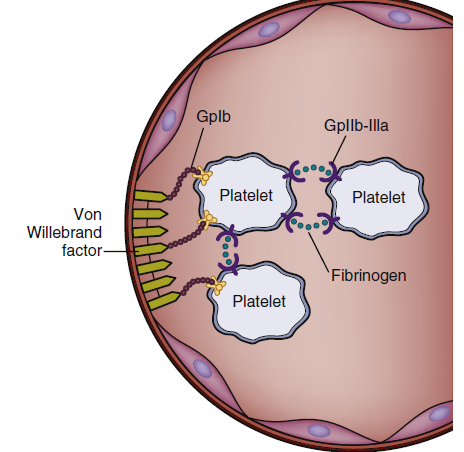 GpIb
GpIIb-IIIa
Platelet
Platelet
Von
Willebrand
factor
Fibrinogen
Platelet